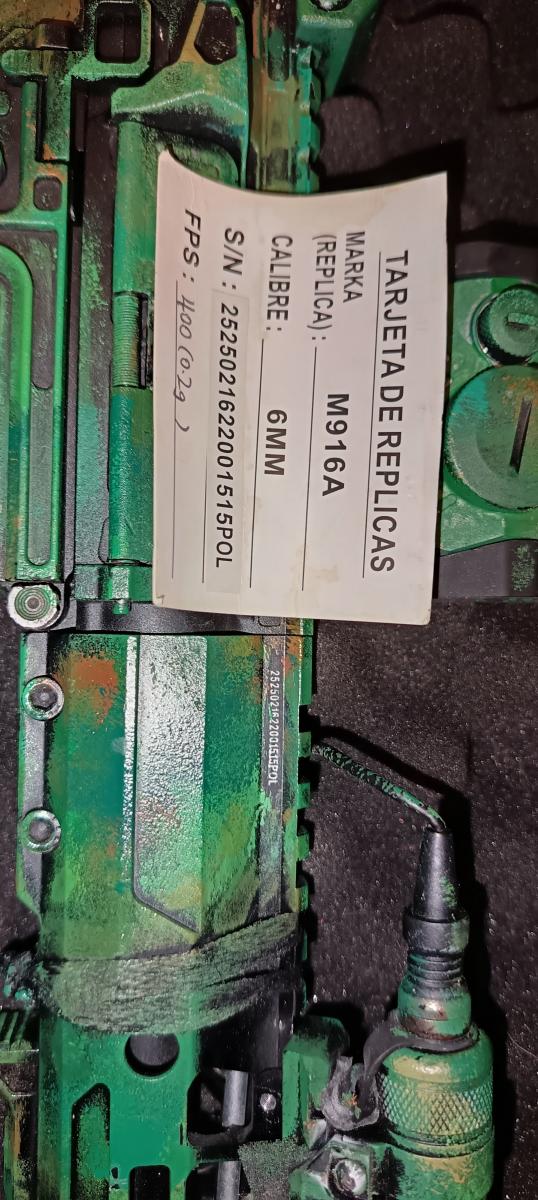 TARJETA DE REPLICAS
MARKA
(REPLICA): M916A
CALIBRE: 6MM
S/N: 2525021622001515POL
FPS: 400 (0.2g)
2525021622001515POL